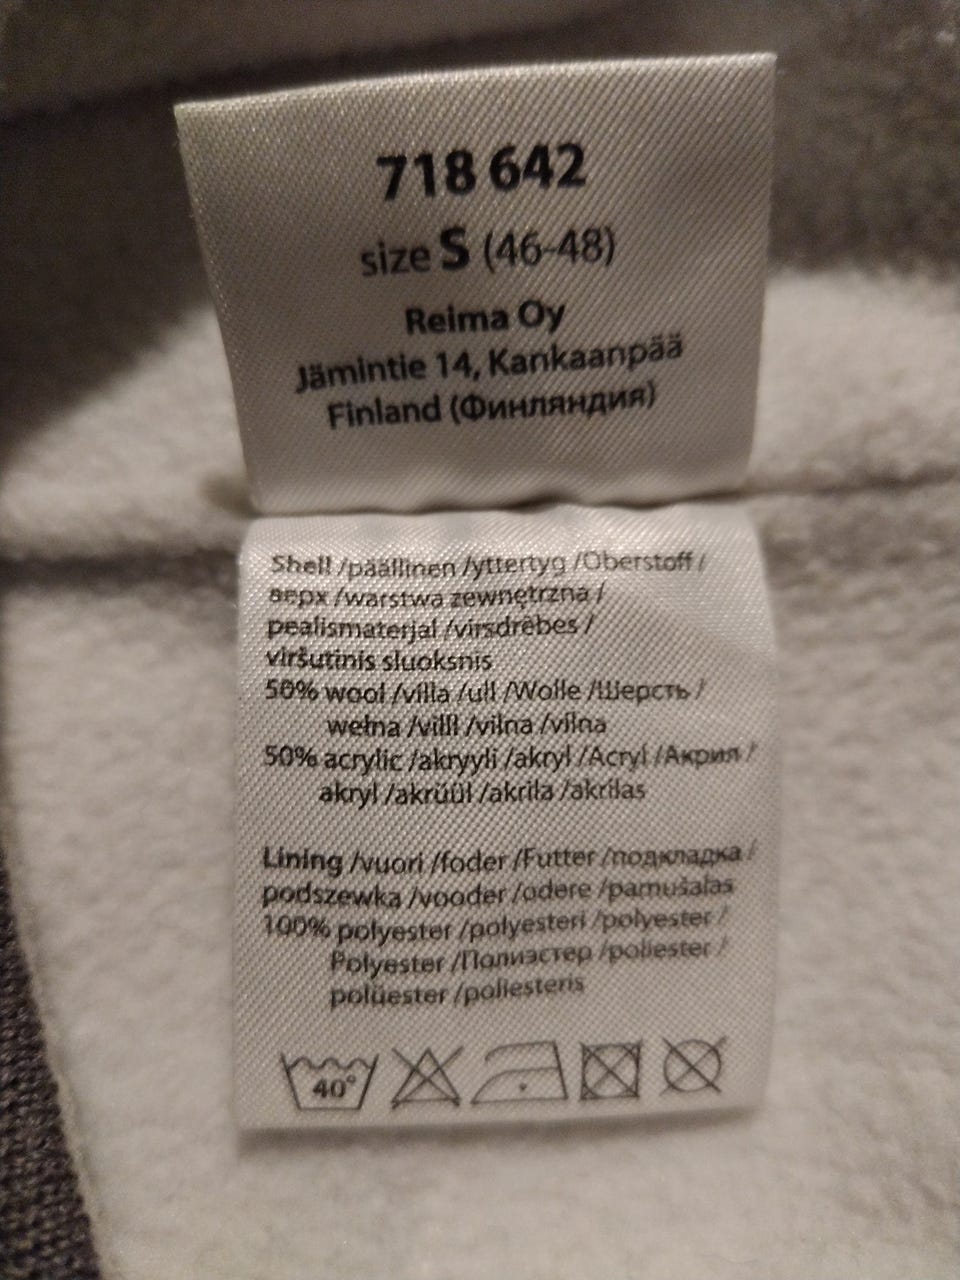 718 642
size S (46-48)
Reima Oy
Jämintie 14, Kankaanpää
Finland (Финляндия)
Shell /päällinen /yttertyg /Oberstoff /
верх /warstwa zewnętrzna /
pealismaterjal /virsdrēbes /
viršutinis sluoksnis
50% wool /villa /ull /Wolle /Шерсть /
wełna /vill /vilna /vilna
50% acrylic /akryyli /akryl /Acryl /Акрил /
akryl /akrüül /akrila /akrilas
Lining /vuori /foder /Futter /подкладка /
podszewka /vooder /odere /pamušalas
100% polyester /polyesteri /polyester /
Polyester /Полиэстер /poliester /
polüester /poliesteris
40°